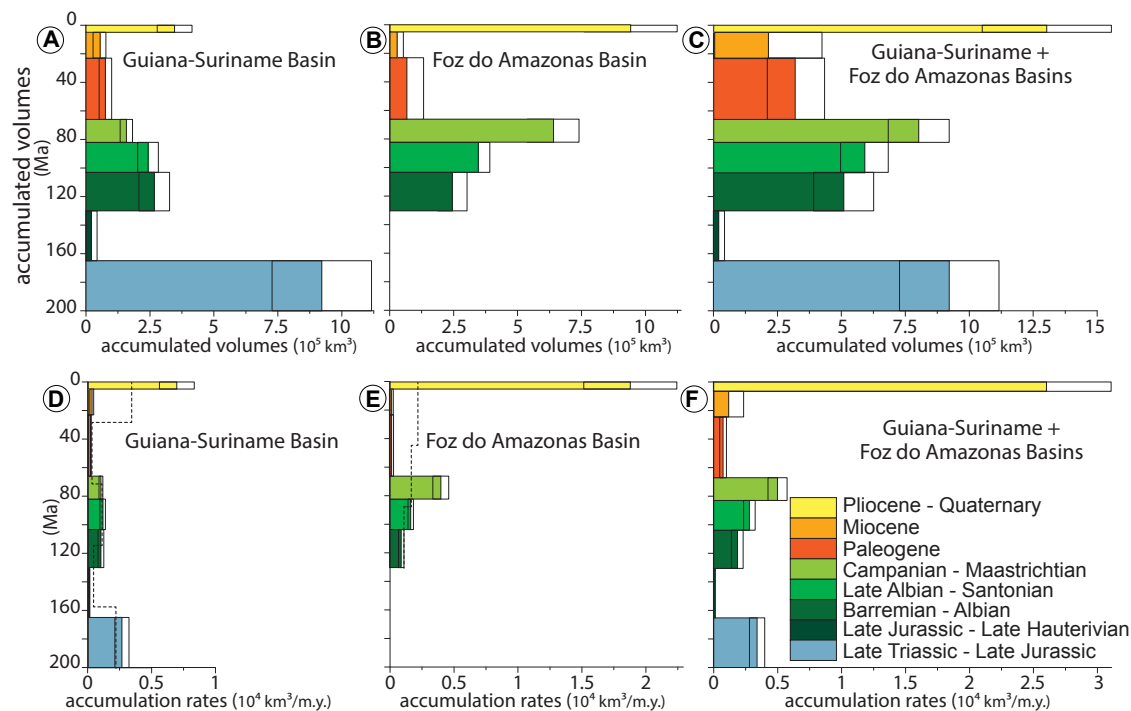 A
Guiana-Suriname Basin
0
40
80
120
160
200
accumulated volumes
(Ma)
0 2.5 7.5 10
accumulated volumes (10⁵ km³)
B
Foz do Amazonas Basin
0 2.5 5 7.5 10
accumulated volumes (10⁵ km³)
C
Guiana-Suriname +
Foz do Amazonas Basins
0 2.5 5 7.5 10 12.5 15
accumulated volumes (10⁵ km³)
D
Guiana-Suriname Basin
0
40
80
120
160
200
(Ma)
0 0.5 1
accumulation rates (10⁴ km³/m.y.)
E
Foz do Amazonas Basin
0 0.5 1 1.5 2
accumulation rates (10⁴ km³/m.y.)
F
Guiana-Suriname +
Foz do Amazonas Basins
Pliocene - Quaternary
Miocene
Paleogene
Campanian - Maastrichtian
Late Albian - Santonian
Barremian - Albian
Late Jurassic - Late Hauterivian
Late Triassic - Late Jurassic
0 0.5 1 1.5 2 2.5 3
accumulation rates (10⁴ km³/m.y.)